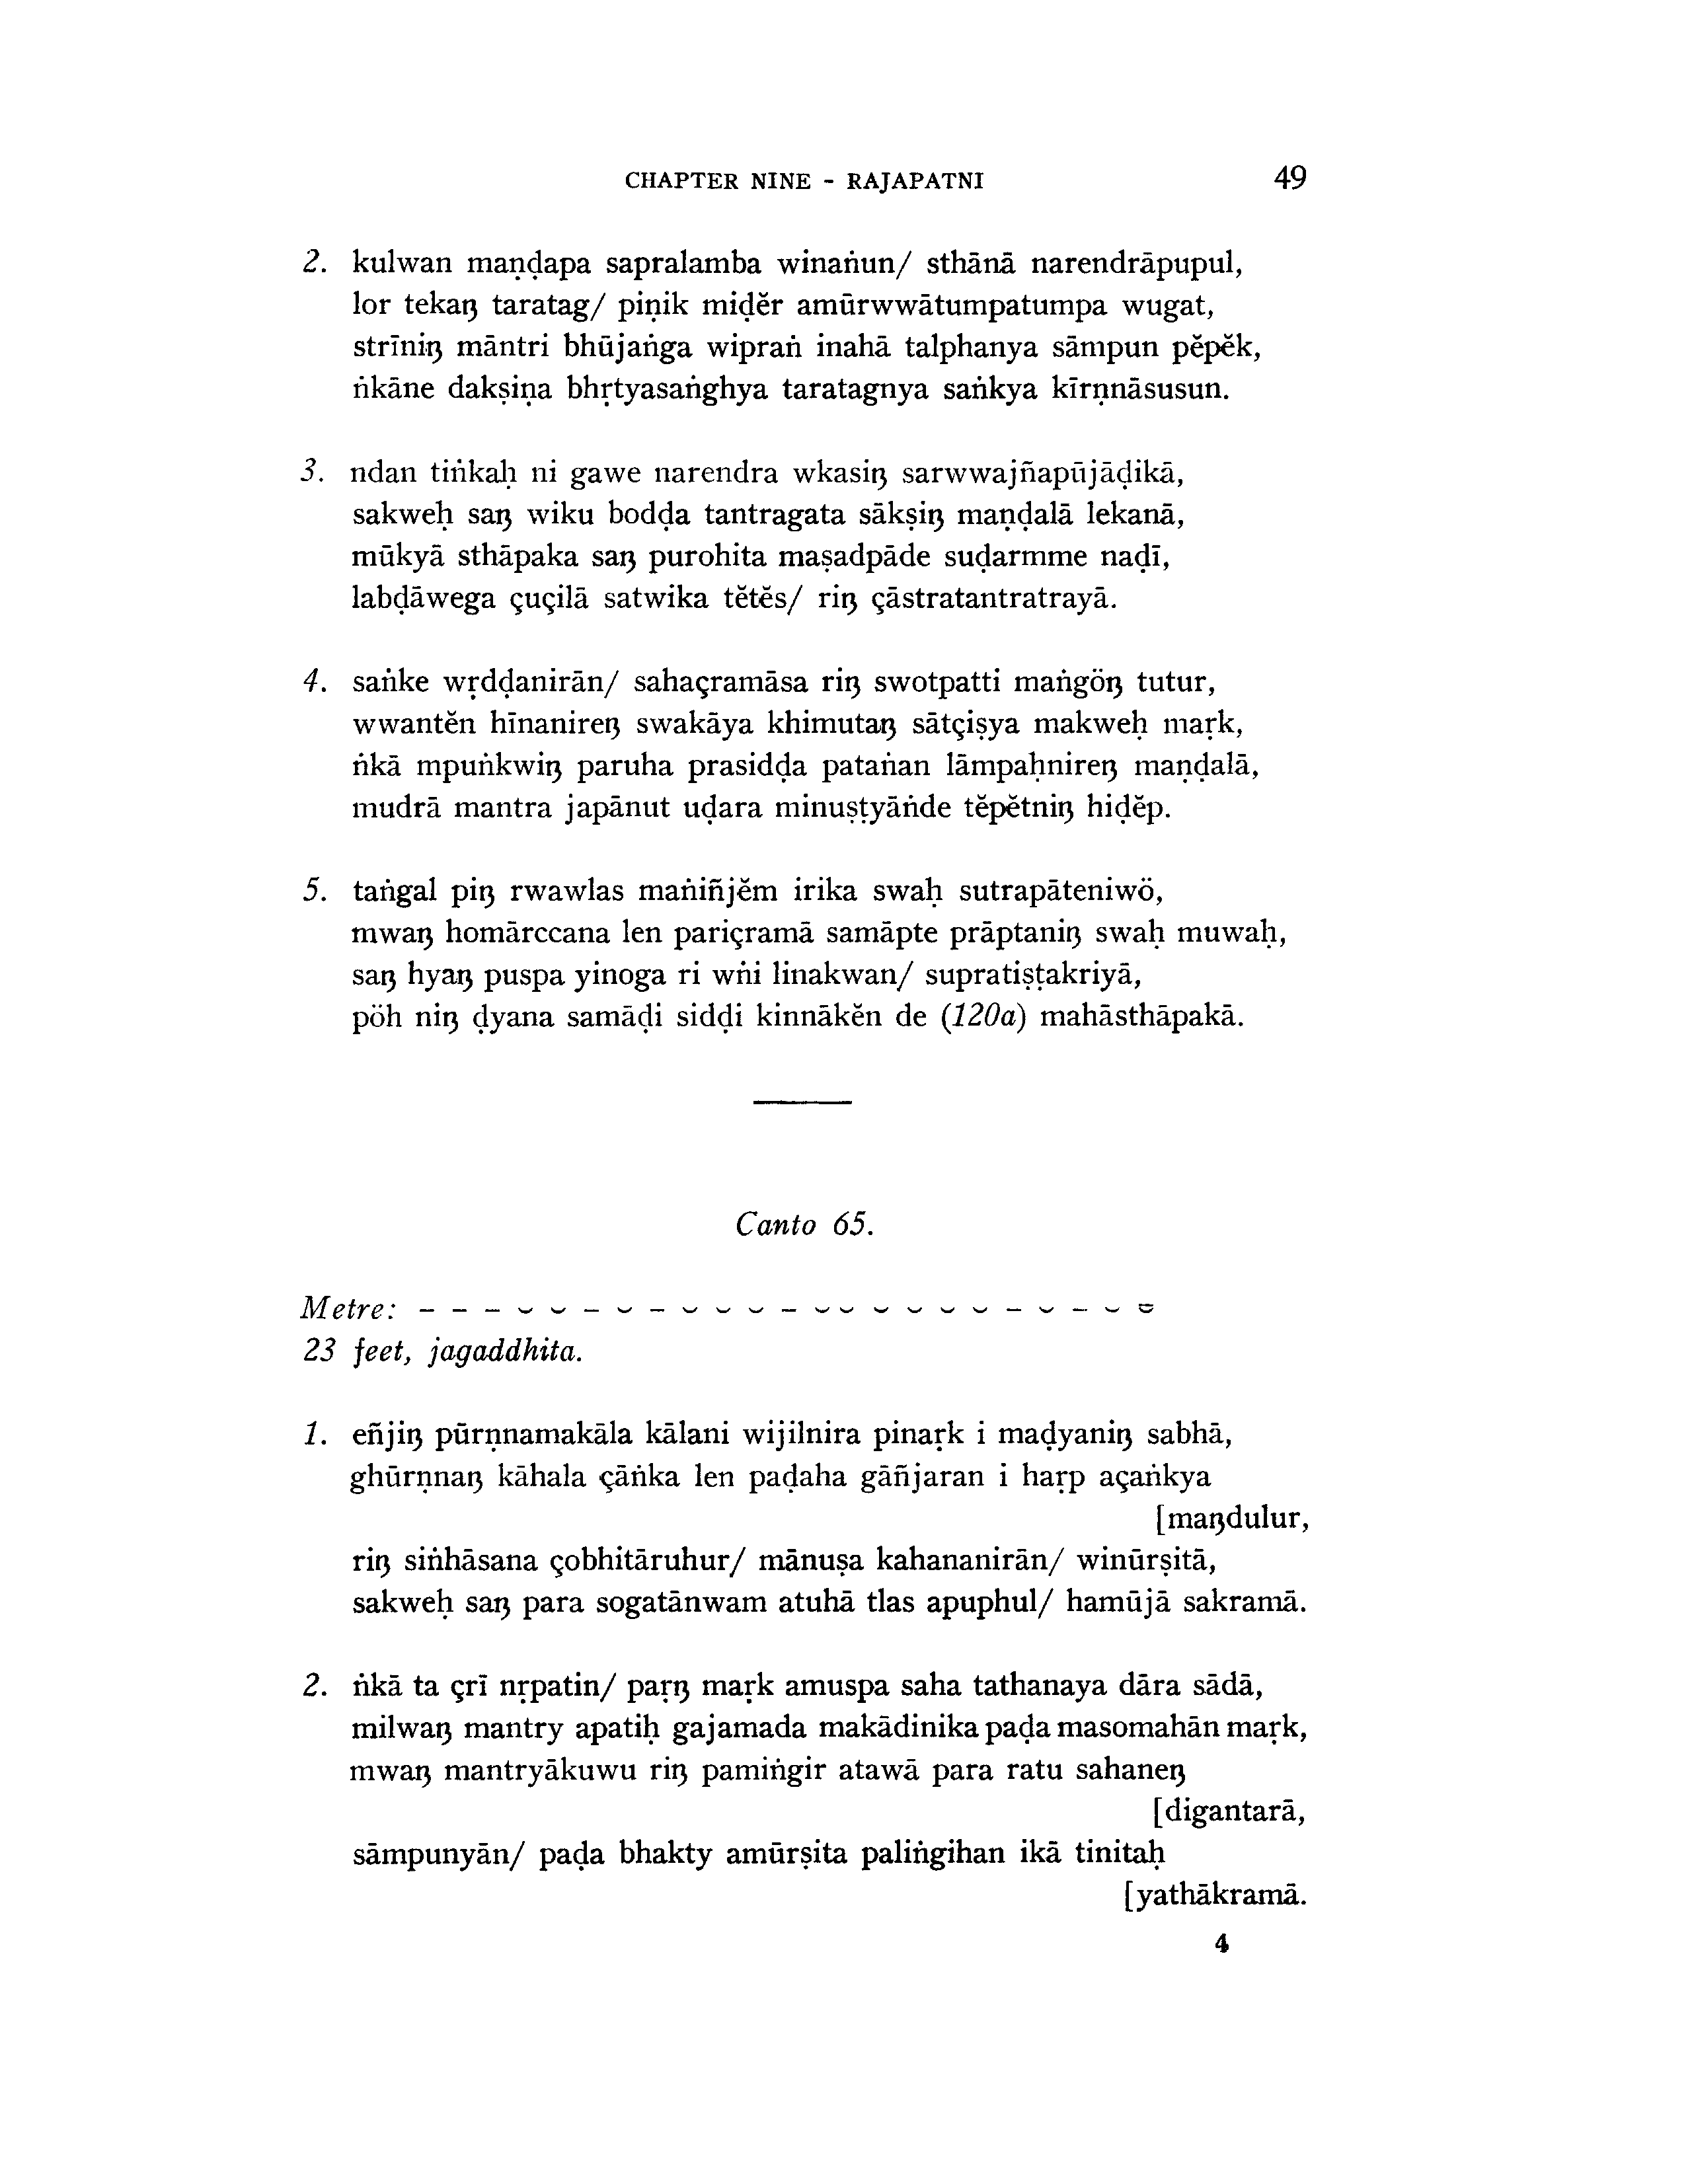 CHAPTER NINE - RAJAPATNI 49
2. kulwan maṇḍapa sapralamba winaṅun/ sthānā narendrāpupul,
lor tekaŋ taratag/ piṇik miḍĕr amūrwwātumpatumpa wugat,
strīniŋ māntri bhūjaṅga wipraṅ inahā talphanya sāmpun pĕpĕk,
ṅkāne dakṣiṇa bhṛtyasaṅghya taratagnya saṅkya kīrṇnāsusun.
3. ndan tiṅkaḥ ni gawe narendra wkasiŋ sarwwajñapūjāḍikā,
sakweḥ saŋ wiku bodḍa tantragata sākṣiŋ maṇḍalā lekanā,
mūkyā sthāpaka saŋ purohita maṣadpāde suḍarmme naḍī,
labḍāwega çuçilā satwika tĕtĕs/ riŋ çāstratantratrayā.
4. saṅke wṛdḍanirān/ sahaçramāsa riŋ swotpatti maṅgöŋ tutur,
wwantĕn hīnanireŋ swakāya khimutaŋ sātçiṣya makweḥ maṛk,
ṅkā mpuṅkwiŋ paruha prasidḍa pataṅan lāmpaḥnireŋ maṇḍalā,
mudrā mantra japānut uḍara minuṣṭyāṅde tĕpĕtniŋ hiḍĕp.
5. taṅgal piŋ rwawlas maṅiñjĕm irika swaḥ sutrapāteniwö,
mwaŋ homārccana len pariçramā samāpte prāptaniŋ swaḥ muwaḥ,
saŋ hyaŋ puspa yinoga ri wṅi linakwan/ supratiṣṭakriyā,
pöh niŋ ḍyana samāḍi sidḍi kinnākĕn de (120a) mahāsthāpakā.
Canto 65.
Metre: – – – ⏑ ⏑ – ⏑ – ⏑ ⏑ ⏑ – ⏑ ⏑ ⏑ ⏑ ⏑ ⏑ – ⏑ – ⏑ ⏓
23 feet, jagaddhita.
1. eñjiŋ pūrṇnamakāla kālani wijilnira pinaṛk i maḍyaniŋ sabhā,
ghūrṇnaŋ kāhala çāṅka len paḍaha gāñjaran i haṛp açaṅkya
[maŋdulur,
riŋ siṅhāsana çobhitāruhur/ mānuṣa kahananirān/ winūrṣitā,
sakweḥ saŋ para sogatānwam atuhā tlas apuphul/ hamūjā sakramā.
2. ṅkā ta çrī nṛpatin/ paṛŋ maṛk amuspa saha tathanaya dāra sādā,
milwaŋ mantry apatiḥ gajamada makādinika paḍa masomahān maṛk,
mwaŋ mantryākuwu riŋ pamiṅgir atawā para ratu sahaneŋ
[digantarā,
sāmpunyān/ paḍa bhakty amūrṣita paliṅgihan ikā tinitaḥ
[yathākramā.
4